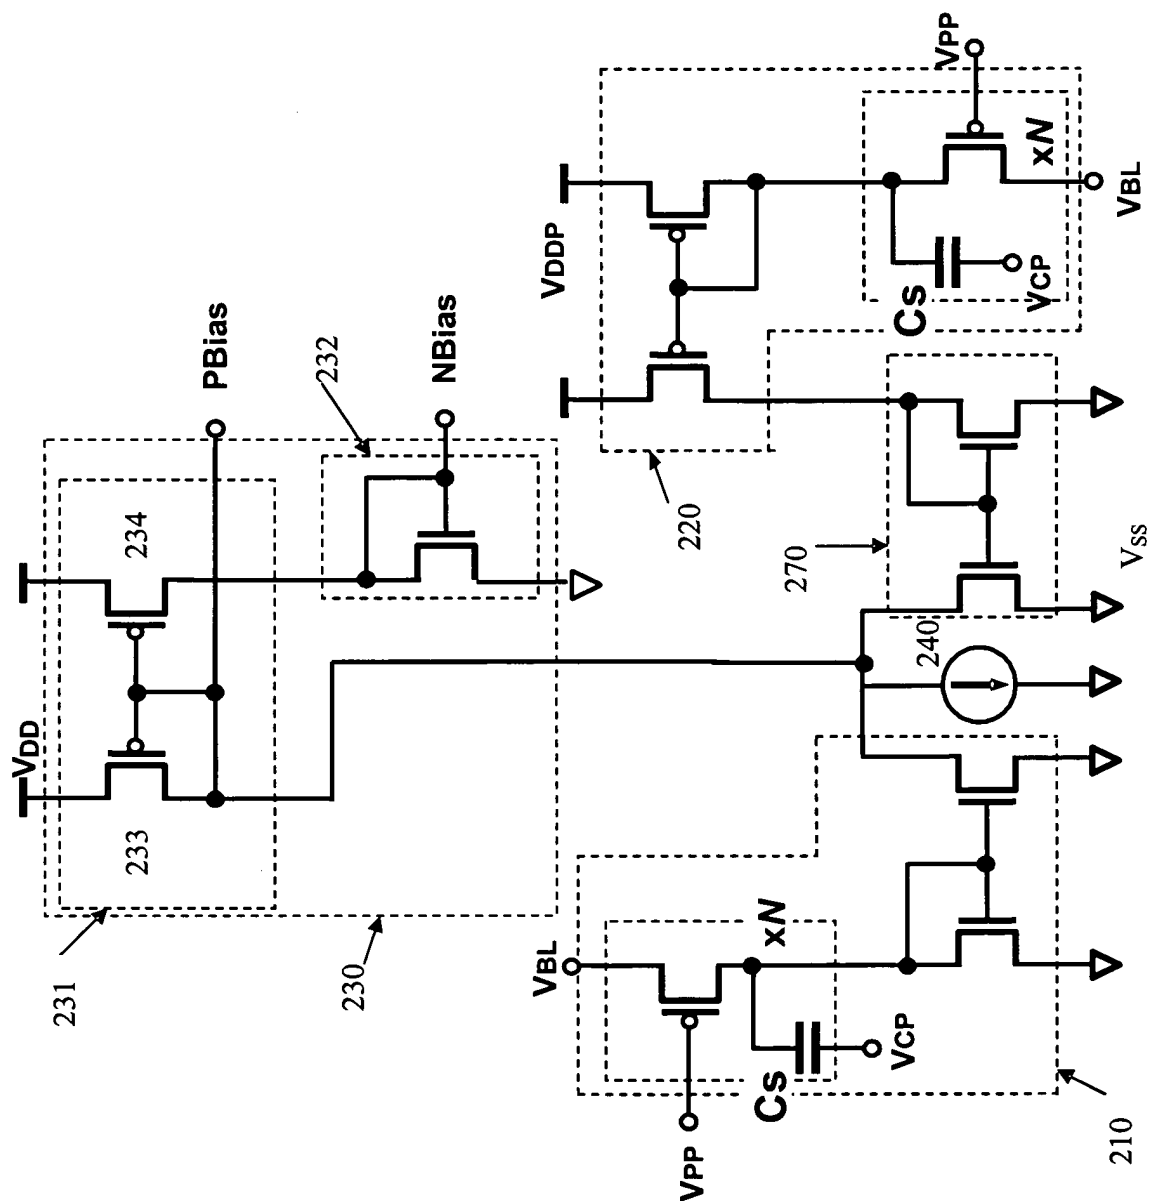 VDD
233
234
PBias
231
230
232
NBias
VDDP
VPP
xN
VBL
VCP
Cs
220
270
Vss
240
VBL
xN
VPP
Cs
VCP
210